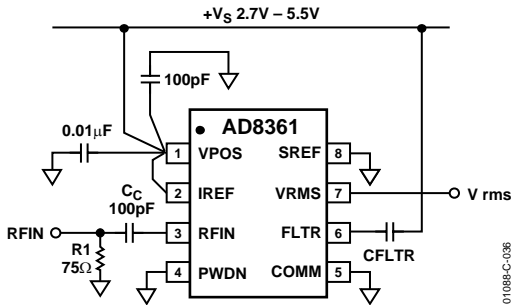 +VS 2.7V – 5.5V
100pF
0.01μF
AD8361
1 VPOS
SREF 8
2 IREF
VRMS 7
V rms
CC
100pF
RFIN
3 RFIN
FLTR 6
CFLTR
R1
75Ω
4 PWDN
COMM 5
01088-C-036